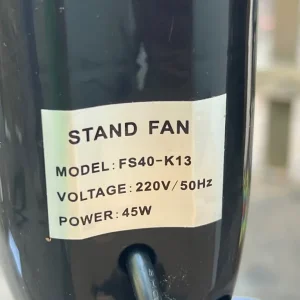 STAND FAN
MODEL: FS40-K13
VOLTAGE: 220V/50Hz
POWER: 45W